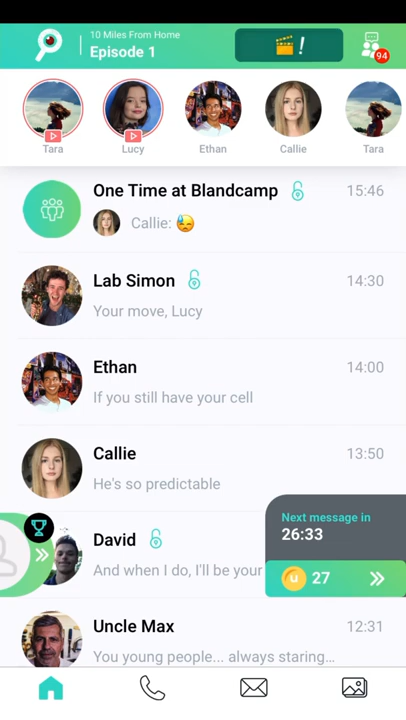 10 Miles From Home
Episode 1
!
94
Tara
Lucy
Ethan
Callie
Tara
One Time at Blandcamp
15:46
Callie: 😓
Lab Simon
14:30
Your move, Lucy
Ethan
14:00
If you still have your cell
Callie
13:50
He's so predictable
David
And when I do, I'll be your
Next message in
26:33
u 27
Uncle Max
12:31
You young people... always staring...